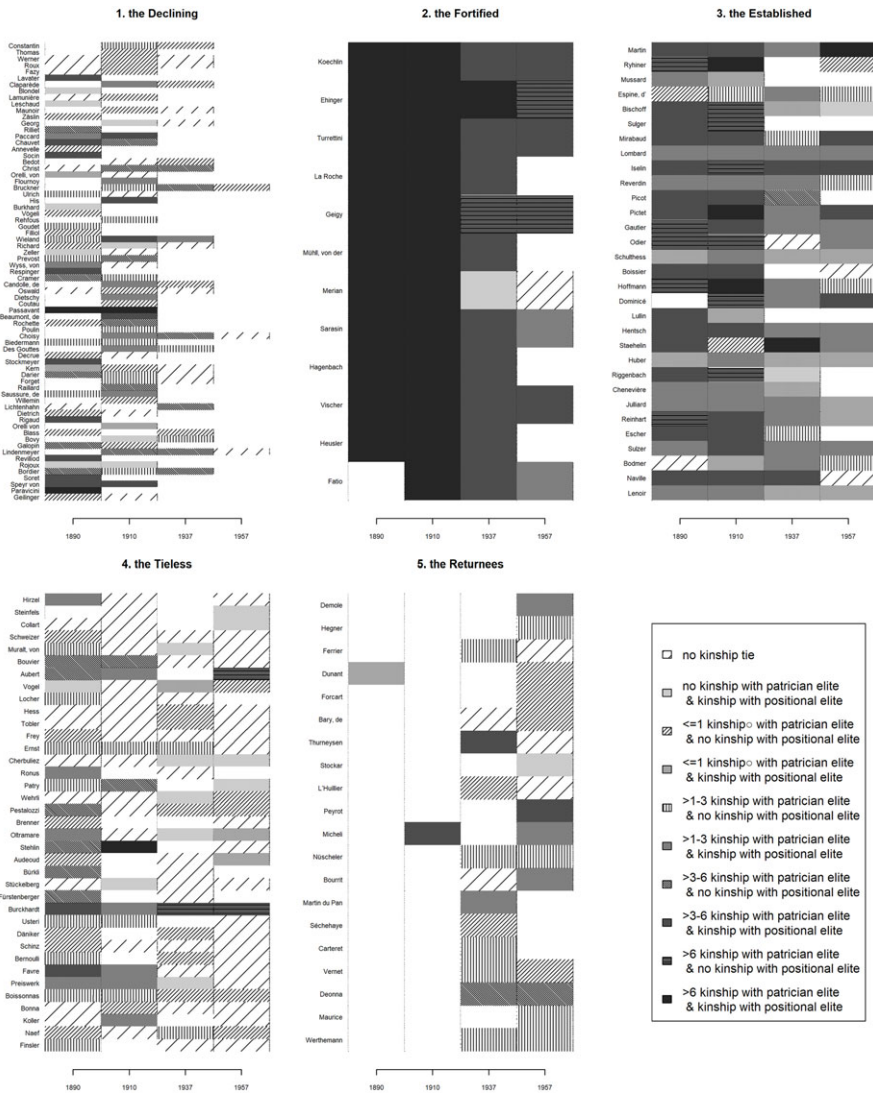 1. the Declining
Constantin
Thomas
Werner
Roux
Fazy
Lavater
Claparède
Blondel
Lamunière
Leschaud
Maunoir
Zäslin
Georg
Rilliet
Paccard
Chauvet
Annevelle
Socin
Bedot
Christ
Orelli, von
Flournoy
Bruckner
Ulrich
His
Burkhard
Vögeli
Rehfous
Goudet
Filliol
Wieland
Richard
Zeller
Prevost
Wyss, von
Respinger
Cramer
Candolle, de
Oswald
Dietschy
Coutau
Passavant
Beaumont, de
Rochette
Poulin
Choisy
Biedermann
Des Gouttes
Decrue
Stockmeyer
Kern
Darier
Forget
Raillard
Saussure, de
Willemin
Lichtenhahn
Dietrich
Rigaud
Orelli von
Blass
Bovy
Galopin
Lindenmeyer
Revilliod
Rojoux
Bordier
Soret
Speyr von
Paravicini
Geilinger
1890
1910
1937
1957
2. the Fortified
Koechlin
Ehinger
Turrettini
La Roche
Geigy
Mühll, von der
Merian
Sarasin
Hagenbach
Vischer
Heusler
Fatio
1890
1910
1937
1957
3. the Established
Martin
Ryhiner
Mussard
Espine, d'
Bischoff
Sulger
Mirabaud
Lombard
Iselin
Reverdin
Picot
Pictet
Gautier
Odier
Schulthess
Boissier
Hoffmann
Dominicé
Lullin
Hentsch
Staehelin
Huber
Riggenbach
Chenevière
Julliard
Reinhart
Escher
Sulzer
Bodmer
Naville
Lenoir
1890
1910
1937
1957
4. the Tieless
Hirzel
Steinfels
Collart
Schweizer
Muralt, von
Bouvier
Aubert
Vogel
Locher
Hess
Tobler
Frey
Ernst
Cherbuliez
Ronus
Patry
Wehrli
Pestalozzi
Brenner
Oltramare
Stehlin
Audeoud
Bürkli
Stückelberg
Fürstenberger
Burckhardt
Usteri
Däniker
Schinz
Bernoulli
Favre
Preiswerk
Boissonnas
Bonna
Koller
Naef
Finsler
1890
1910
1937
1957
5. the Returnees
Demole
Hegner
Ferrier
Dunant
Forcart
Bary, de
Thurneysen
Stockar
L'Huillier
Peyrot
Micheli
Nüscheler
Bourrit
Martin du Pan
Séchehaye
Carteret
Vernet
Deonna
Maurice
Werthemann
1890
1910
1937
1957
no kinship tie
no kinship with patrician elite
& kinship with positional elite
<=1 kinship○ with patrician elite
& no kinship with positional elite
<=1 kinship○ with patrician elite
& kinship with positional elite
>1-3 kinship with patrician elite
& no kinship with positional elite
>1-3 kinship with patrician elite
& kinship with positional elite
>3-6 kinship with patrician elite
& no kinship with positional elite
>3-6 kinship with patrician elite
& kinship with positional elite
>6 kinship with patrician elite
& no kinship with positional elite
>6 kinship with patrician elite
& kinship with positional elite